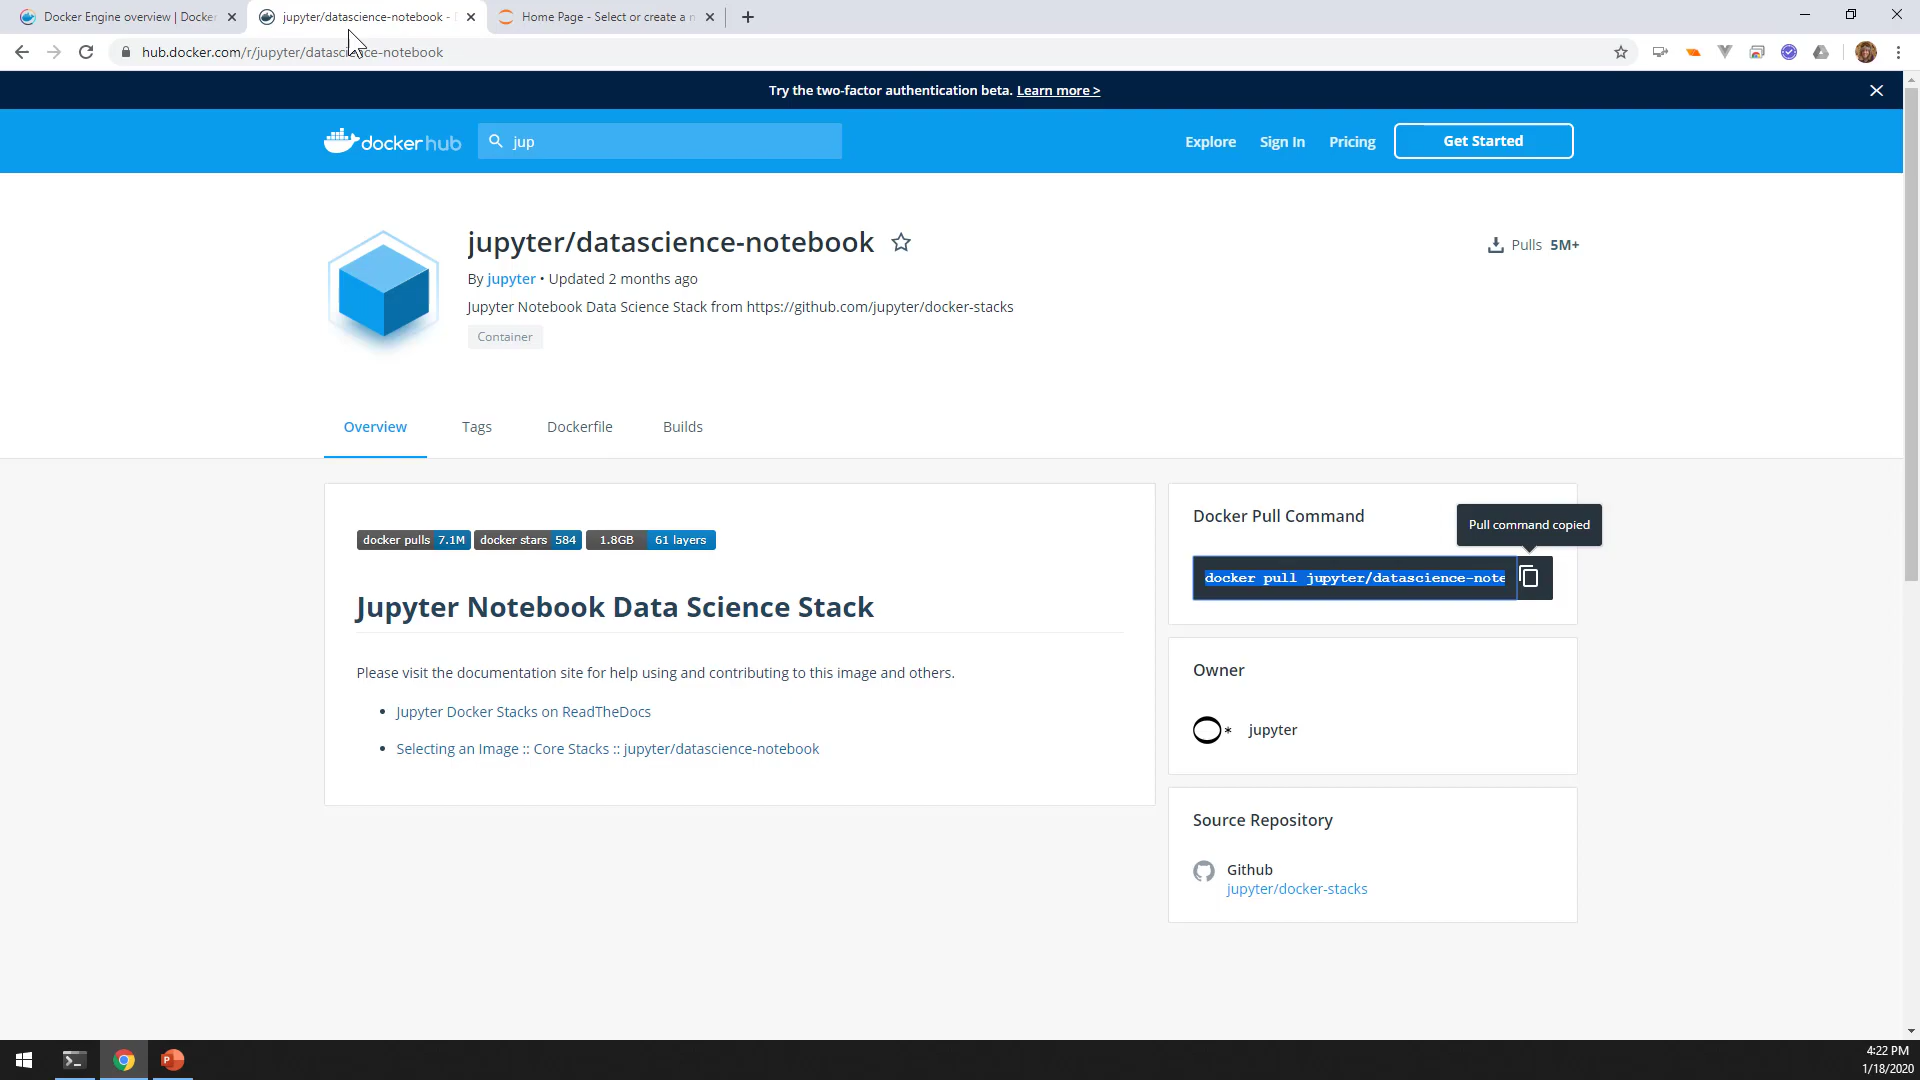 Docker Engine overview | Docker
jupyter/datascience-notebook -
Home Page - Select or create a n
hub.docker.com/r/jupyter/datascience-notebook
Try the two-factor authentication beta. Learn more >
dockerhub
jup
Explore
Sign In
Pricing
Get Started
jupyter/datascience-notebook
Pulls 5M+
By jupyter • Updated 2 months ago
Jupyter Notebook Data Science Stack from https://github.com/jupyter/docker-stacks
Container
Overview
Tags
Dockerfile
Builds
docker pulls 7.1M
docker stars 584
1.8GB 61 layers
Jupyter Notebook Data Science Stack
Please visit the documentation site for help using and contributing to this image and others.
• Jupyter Docker Stacks on ReadTheDocs
• Selecting an Image :: Core Stacks :: jupyter/datascience-notebook
Docker Pull Command
Pull command copied
docker pull jupyter/datascience-note
Owner
jupyter
Source Repository
Github
jupyter/docker-stacks
4:22 PM
1/18/2020